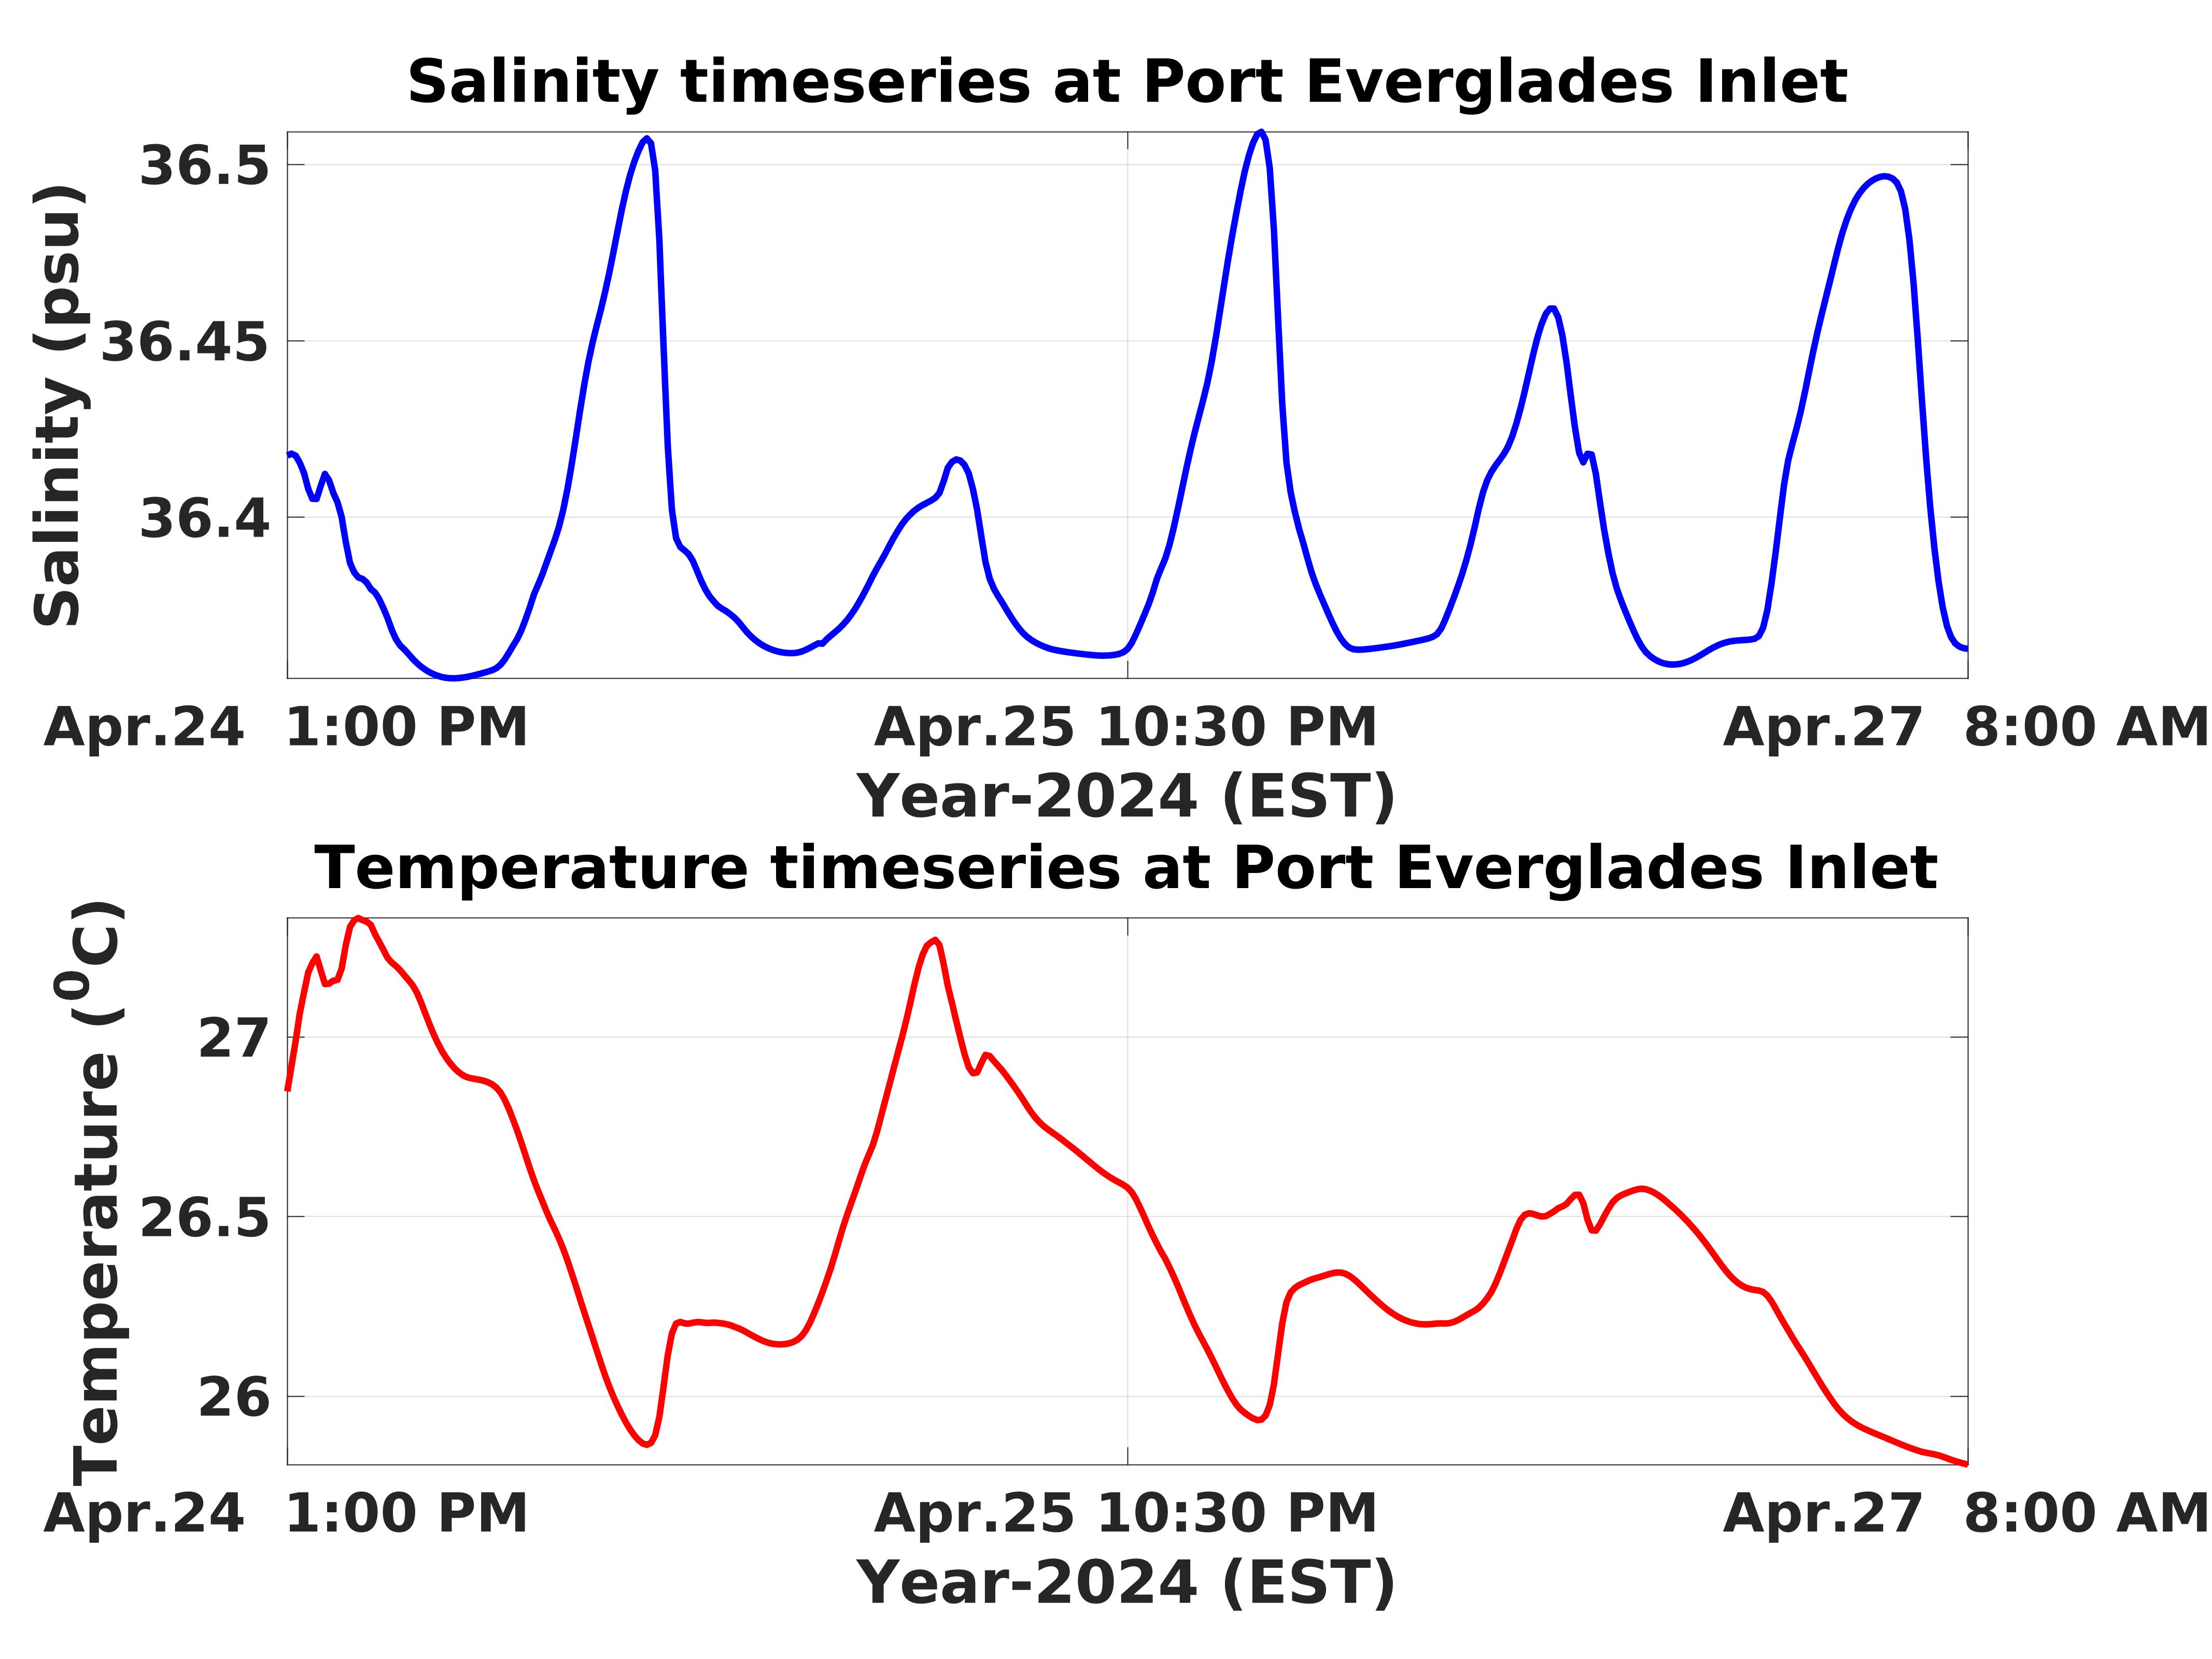 Salinity timeseries at Port Everglades Inlet
Salinity (psu)
36.5
36.45
36.4
Apr.24 1:00 PM Apr.25 10:30 PM Apr.27 8:00 AM
Year-2024 (EST)
Temperature timeseries at Port Everglades Inlet
Temperature (⁰C)
27
26.5
26
Apr.24 1:00 PM Apr.25 10:30 PM Apr.27 8:00 AM
Year-2024 (EST)